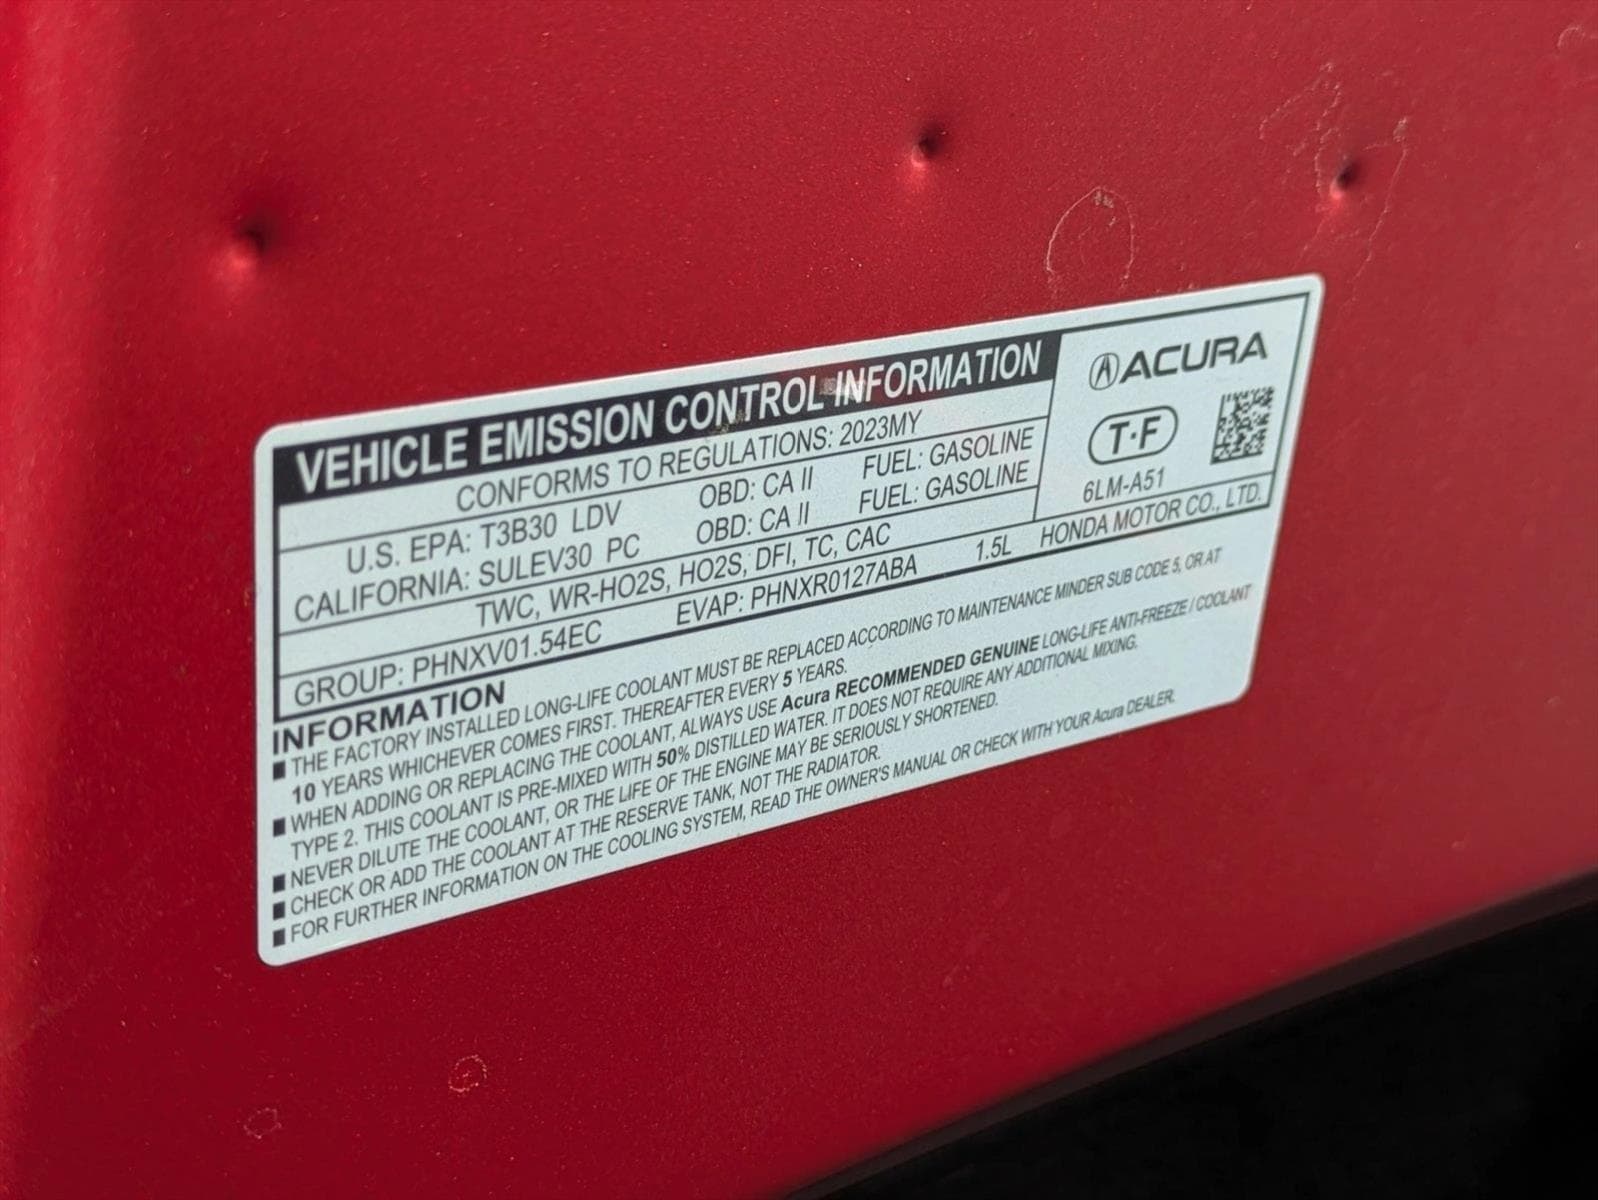 VEHICLE EMISSION CONTROL INFORMATION
ACURA
CONFORMS TO REGULATIONS: 2023MY
T·F
U.S. EPA: T3B30 LDV OBD: CA II FUEL: GASOLINE
CALIFORNIA: SULEV30 PC OBD: CA II FUEL: GASOLINE
6LM-A51
TWC, WR-HO2S, HO2S, DFI, TC, CAC
GROUP: PHNXV01.54EC EVAP: PHNXR0127ABA 1.5L HONDA MOTOR CO., LTD.
INFORMATION
■ THE FACTORY INSTALLED LONG-LIFE COOLANT MUST BE REPLACED ACCORDING TO MAINTENANCE MINDER SUB CODE 5, OR AT
10 YEARS WHICHEVER COMES FIRST. THEREAFTER EVERY 5 YEARS.
■ WHEN ADDING OR REPLACING THE COOLANT, ALWAYS USE Acura RECOMMENDED GENUINE LONG-LIFE ANTI-FREEZE / COOLANT
TYPE 2. THIS COOLANT IS PRE-MIXED WITH 50% DISTILLED WATER. IT DOES NOT REQUIRE ANY ADDITIONAL MIXING.
■ NEVER DILUTE THE COOLANT, OR THE LIFE OF THE ENGINE MAY BE SERIOUSLY SHORTENED.
■ CHECK OR ADD THE COOLANT AT THE RESERVE TANK, NOT THE RADIATOR.
■ FOR FURTHER INFORMATION ON THE COOLING SYSTEM, READ THE OWNER'S MANUAL OR CHECK WITH YOUR Acura DEALER.